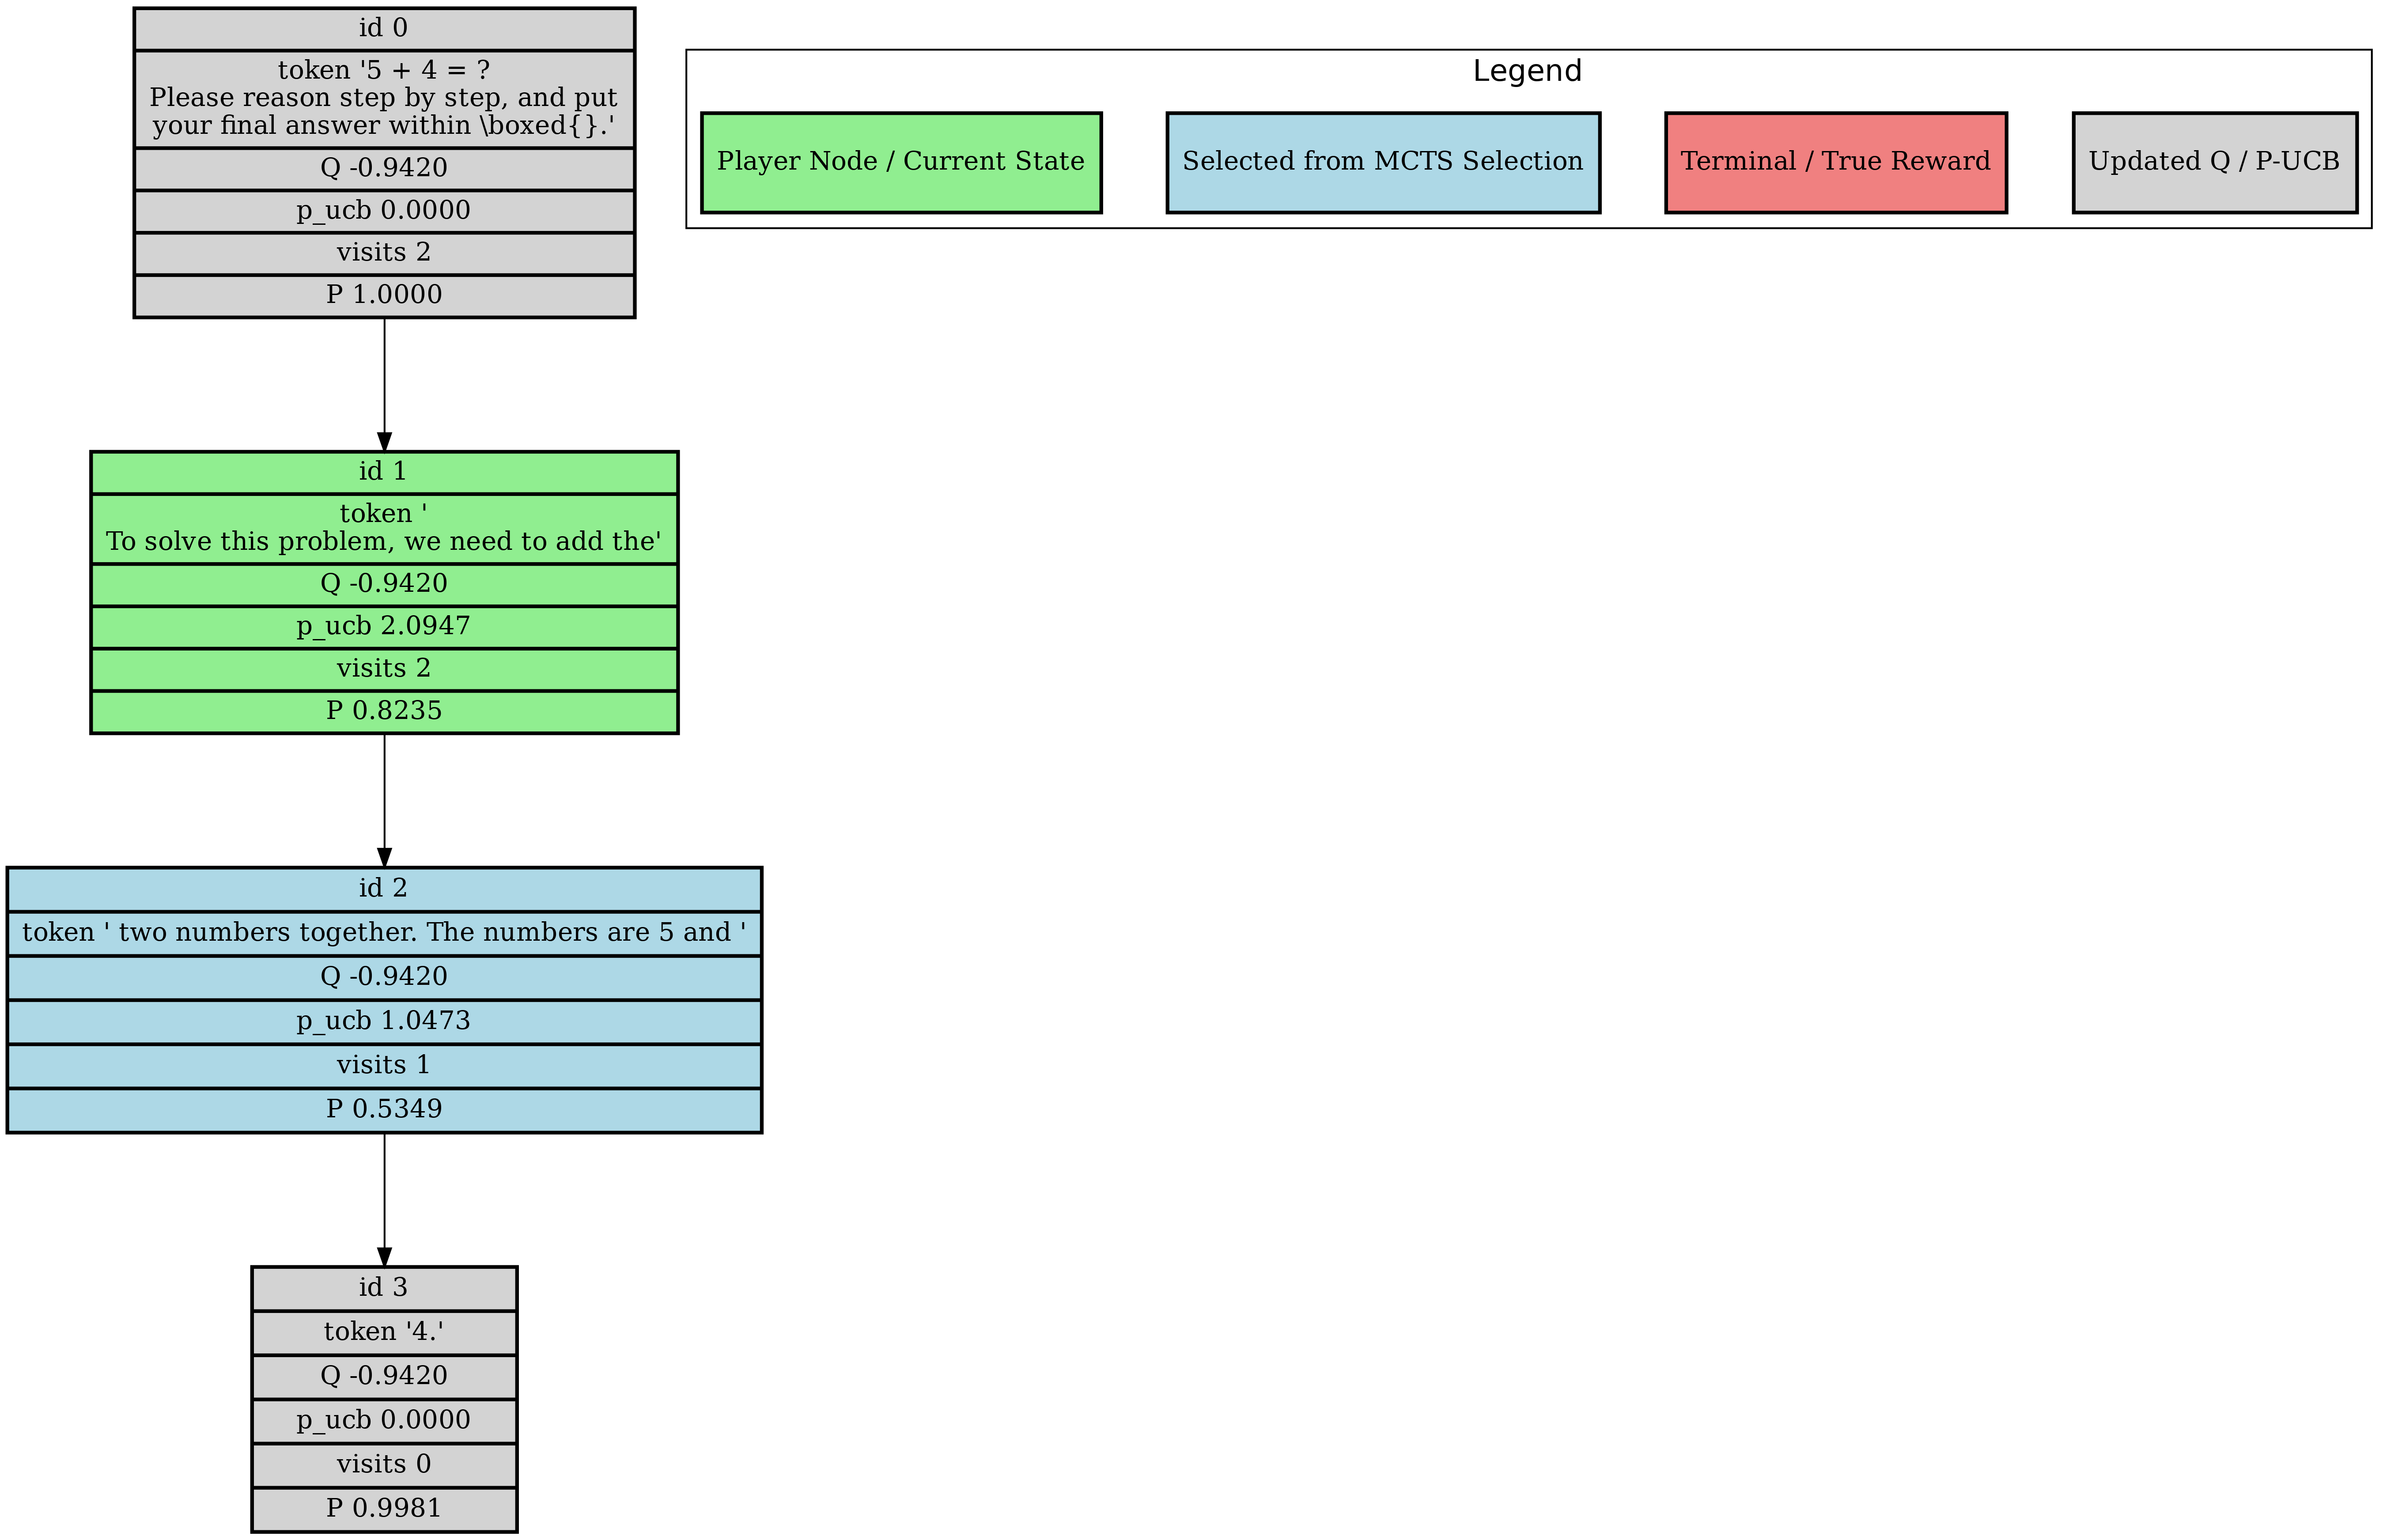 id 0
token '5 + 4 = ?
Please reason step by step, and put
your final answer within \boxed{}.'
Q -0.9420
p_ucb 0.0000
visits 2
P 1.0000
Legend
Player Node / Current State
Selected from MCTS Selection
Terminal / True Reward
Updated Q / P-UCB
id 1
token '
To solve this problem, we need to add the'
Q -0.9420
p_ucb 2.0947
visits 2
P 0.8235
id 2
token ' two numbers together. The numbers are 5 and '
Q -0.9420
p_ucb 1.0473
visits 1
P 0.5349
id 3
token '4.'
Q -0.9420
p_ucb 0.0000
visits 0
P 0.9981